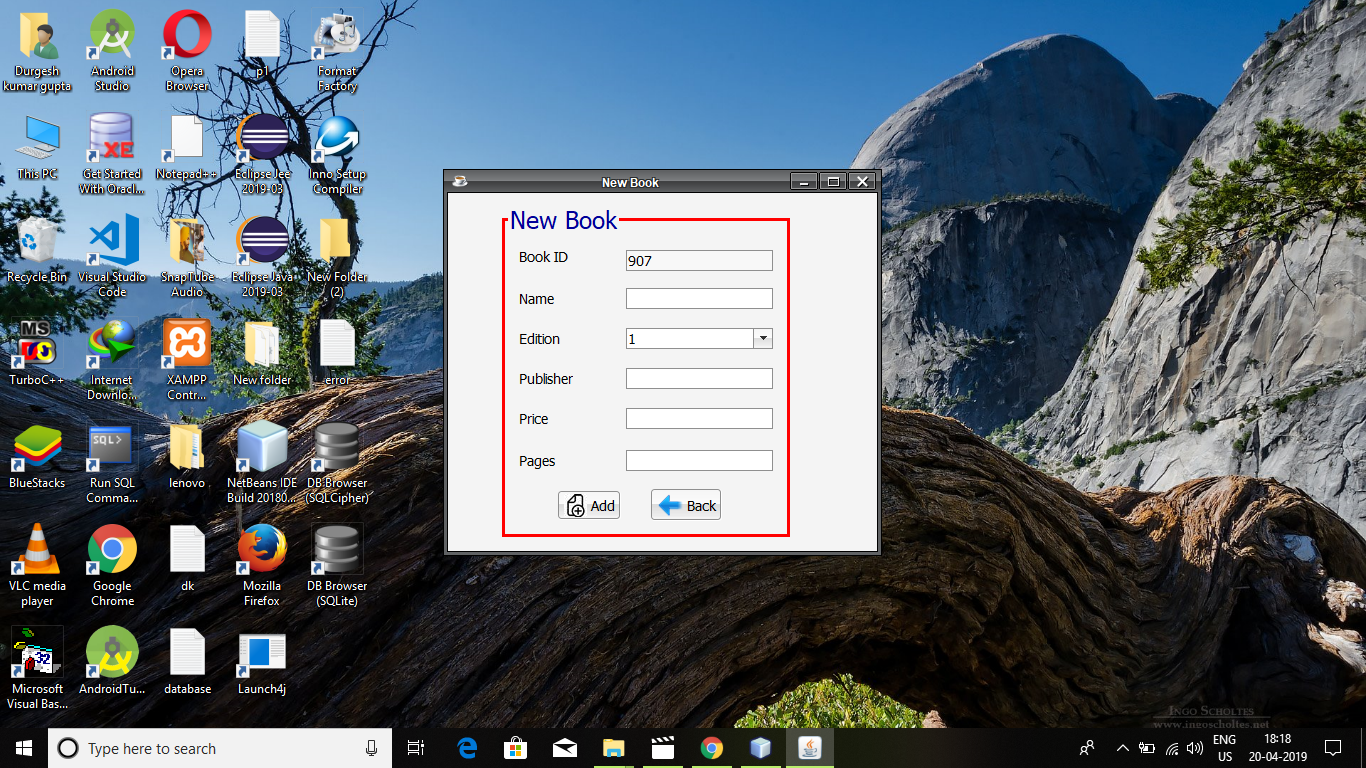 Durgesh
kumar gupta
Android
Studio
Opera
Browser
p1
Format
Factory
This PC
Get Started
With Oracl...
Notepad++
Eclipse Jee
2019-03
Inno Setup
Compiler
XE
Recycle Bin
Visual Studio
Code
SnapTube
Audio
Eclipse Java
2019-03
New Folder
(2)
MS
TurboC++
Internet
Downlo...
XAMPP
Contr...
New folder
error
SQL>
BlueStacks
Run SQL
Comma...
lenovo
NetBeans IDE
Build 20180...
DB Browser
(SQLCipher)
VLC media
player
Google
Chrome
dk
Mozilla
Firefox
DB Browser
(SQLite)
32
Microsoft
Visual Bas...
AndroidTu...
database
Launch4j
New Book
New Book
Book ID
907
Name
Edition
1
Publisher
Price
Pages
Add
Back
Ingo Scholtes
www.ingoscholtes.net
Type here to search
ENG
US
18:18
20-04-2019